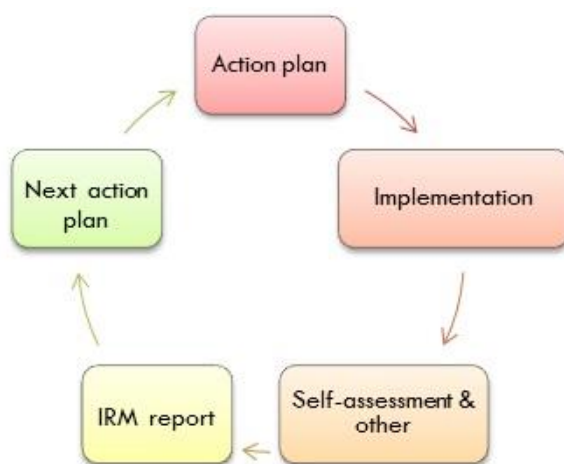 Action plan
Implementation
Self-assessment &
other
IRM report
Next action
plan